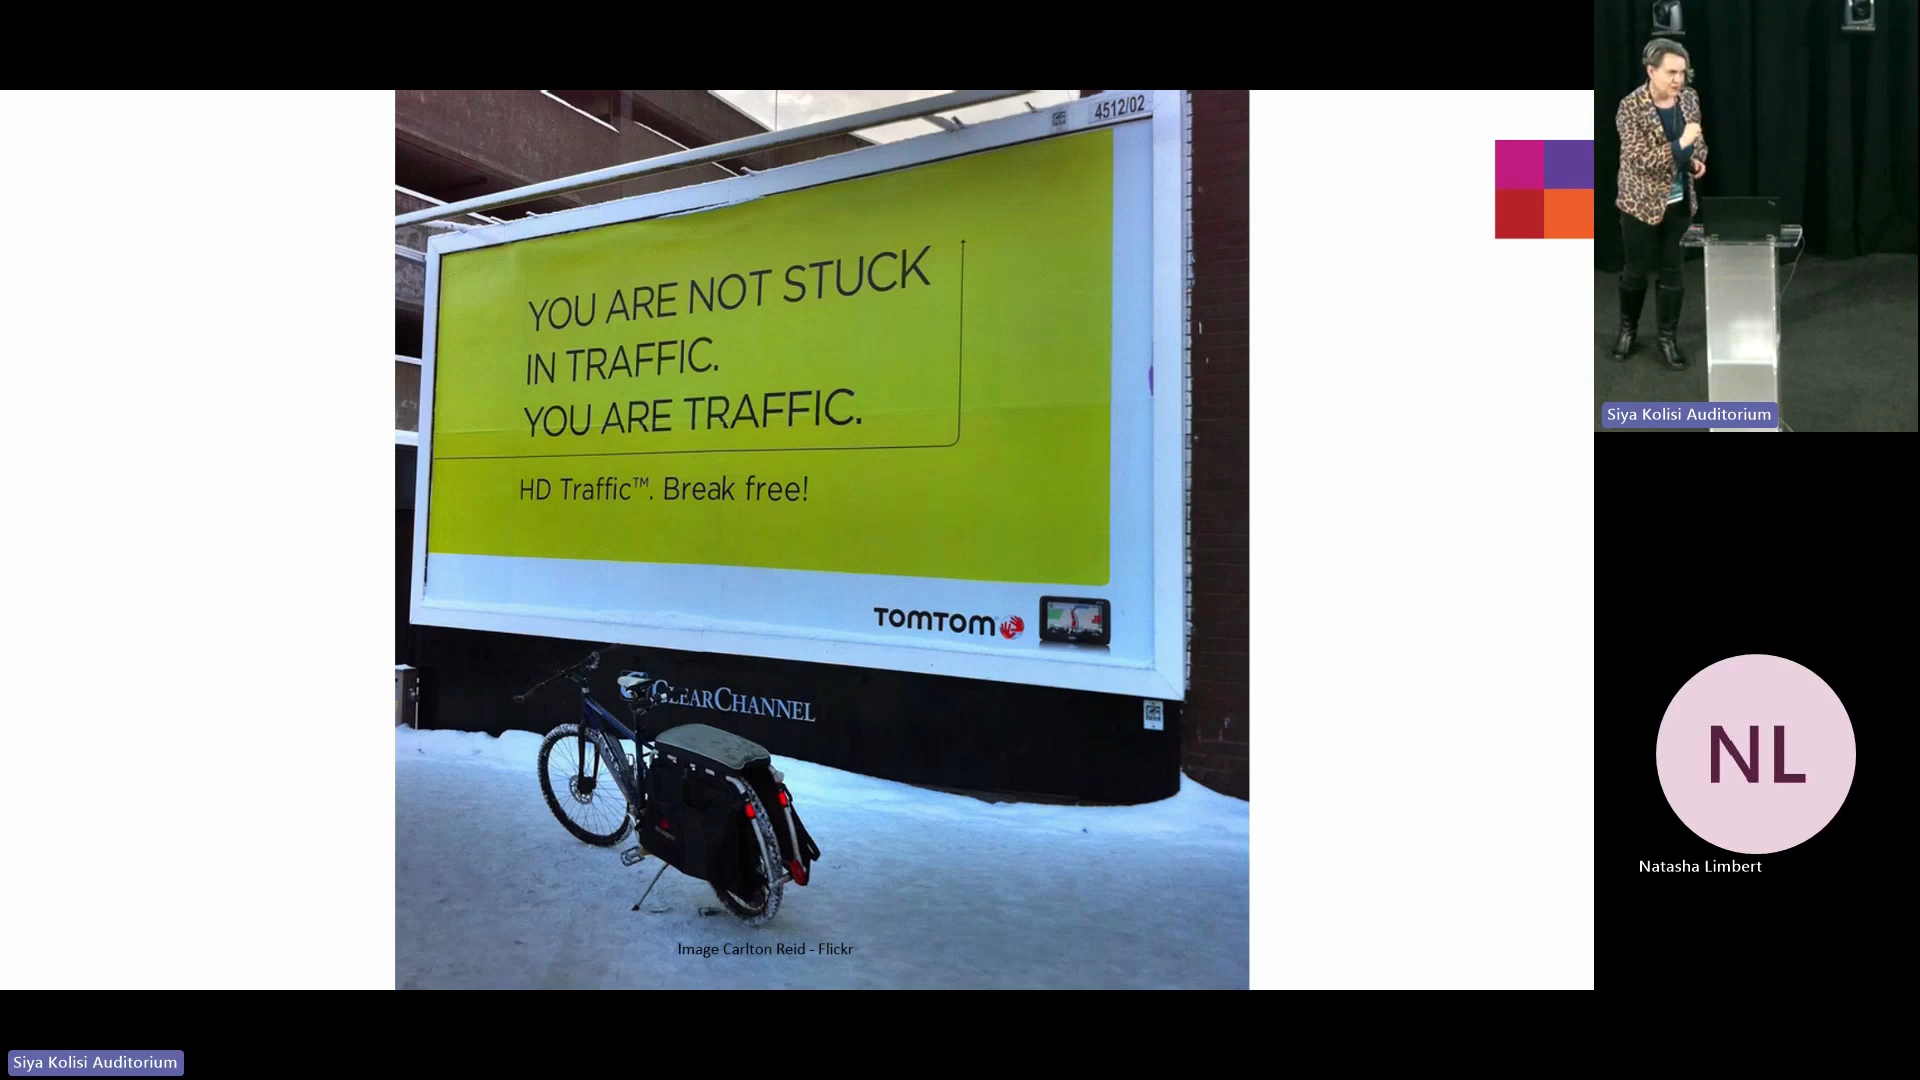 4512/02
YOU ARE NOT STUCK
IN TRAFFIC.
YOU ARE TRAFFIC.
HD Traffic™. Break free!
TOMTOM
CLEARCHANNEL
Image Carlton Reid - Flickr
Siya Kolisi Auditorium
NL
Natasha Limbert
Siya Kolisi Auditorium